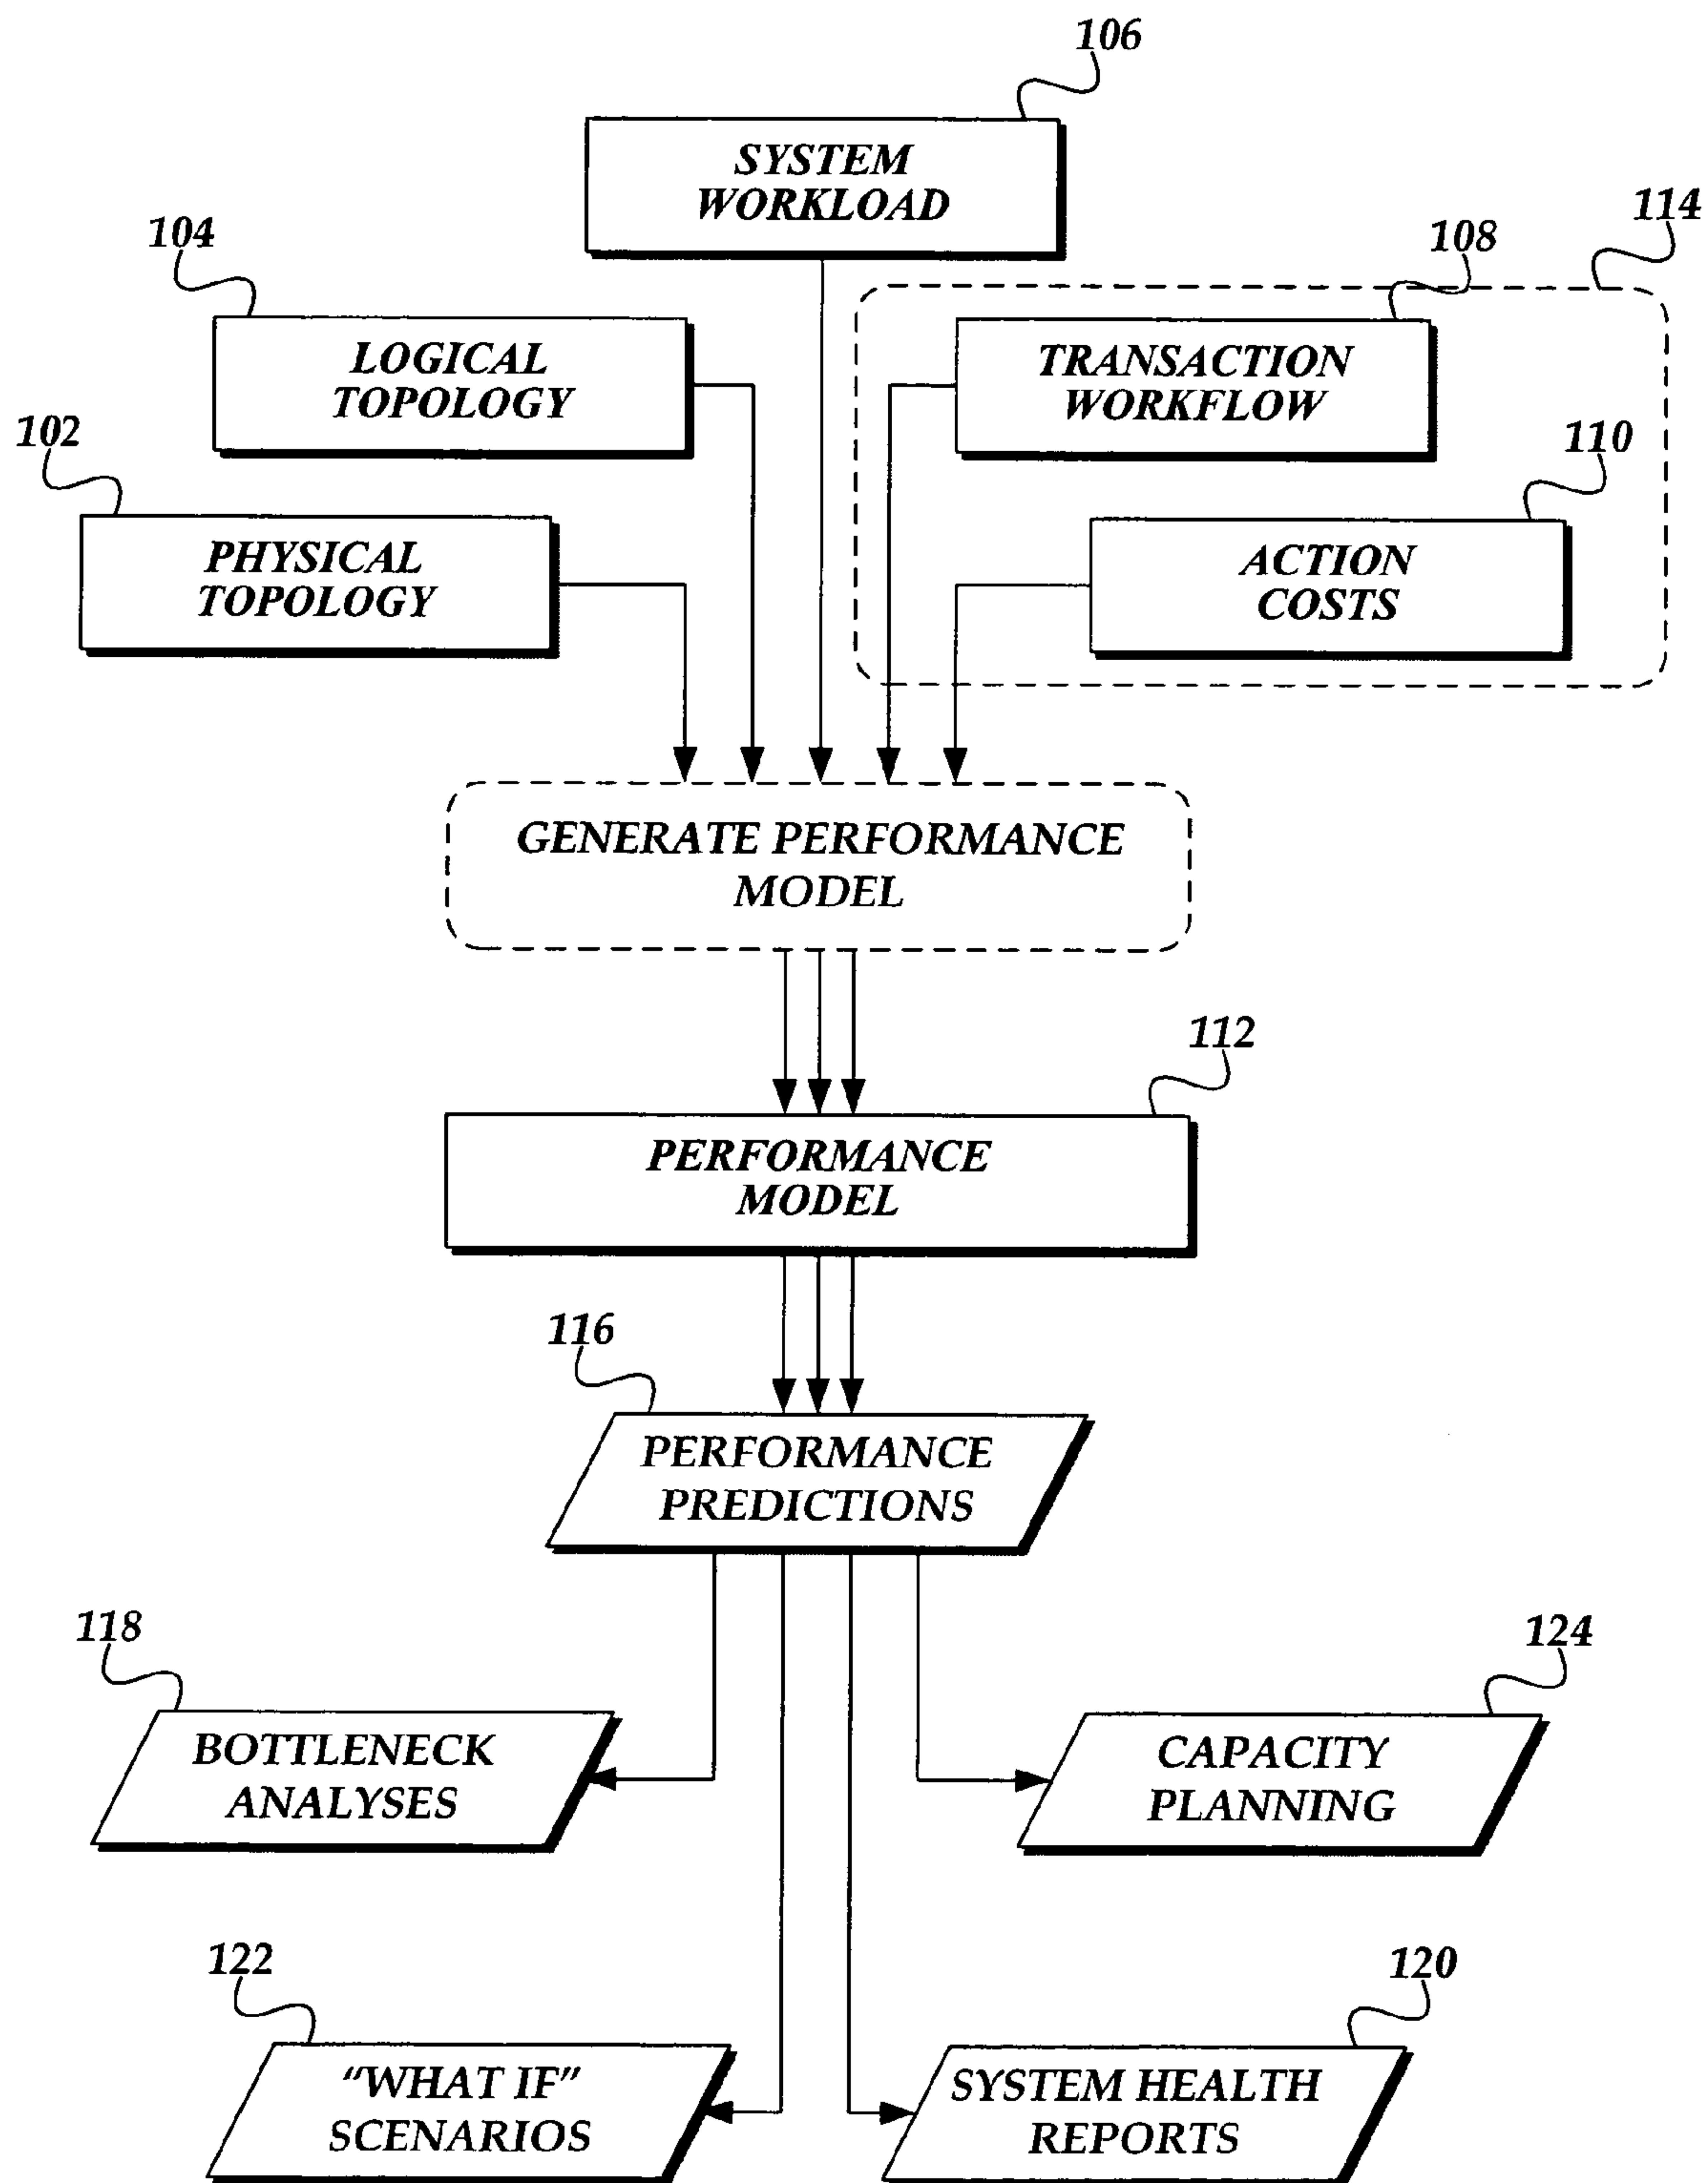 106
SYSTEM
WORKLOAD
114
104
108
LOGICAL
TOPOLOGY
TRANSACTION
WORKFLOW
102
110
PHYSICAL
TOPOLOGY
ACTION
COSTS
GENERATE PERFORMANCE
MODEL
112
PERFORMANCE
MODEL
116
PERFORMANCE
PREDICTIONS
118
124
BOTTLENECK
ANALYSES
CAPACITY
PLANNING
122
120
"WHAT IF"
SCENARIOS
SYSTEM HEALTH
REPORTS